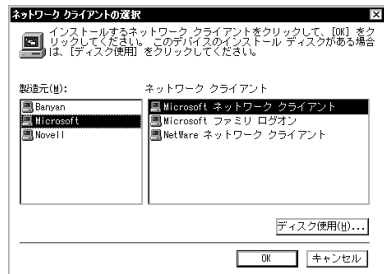 ネットワーク クライアントの選択
インストールするネットワーク クライアントをクリックして、[OK] をク
リックしてください。 このデバイスのインストール ディスクがある場合
は、[ディスク使用] をクリックしてください。
製造元(M):
Banyan
Microsoft
Novell
ネットワーク クライアント
Microsoft ネットワーク クライアント
Microsoft ファミリ ログオン
NetWare ネットワーク クライアント
ディスク使用(H)...
OK
キャンセル